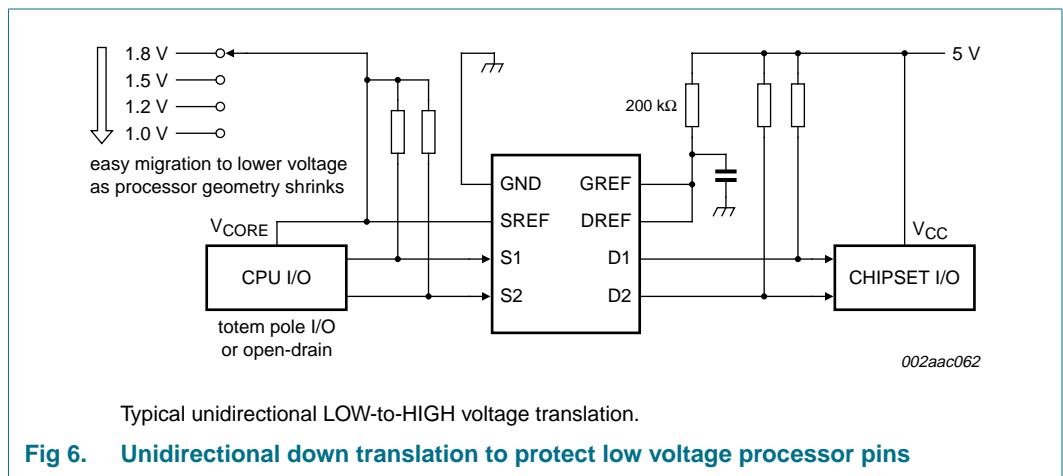 1.8 V
1.5 V
1.2 V
1.0 V
easy migration to lower voltage
as processor geometry shrinks
5 V
200 kΩ
GND
GREF
SREF
DREF
S1
D1
S2
D2
VCORE
CPU I/O
totem pole I/O
or open-drain
VCC
CHIPSET I/O
002aac062
Typical unidirectional LOW-to-HIGH voltage translation.
Fig 6. Unidirectional down translation to protect low voltage processor pins